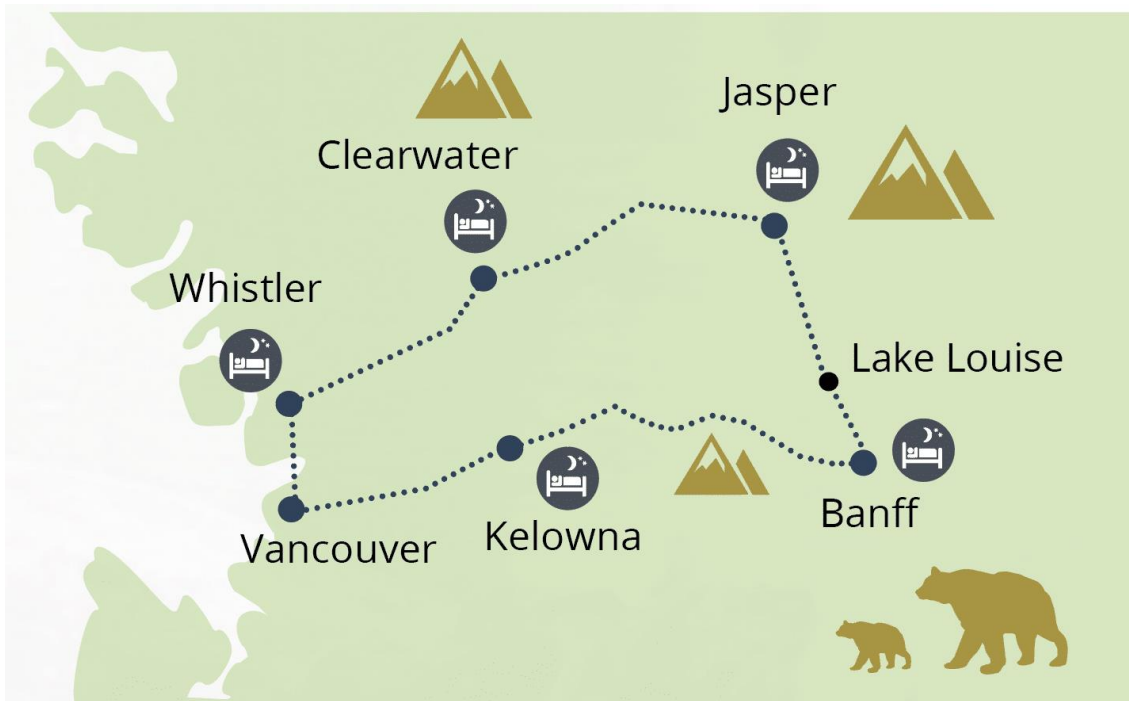 Jasper
Clearwater
Whistler
Lake Louise
Banff
Kelowna
Vancouver